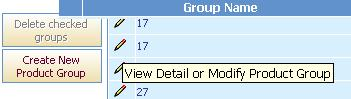 Group Name
Delete checked
groups
17
17
Create New
Product Group
View Detail or Modify Product Group
27